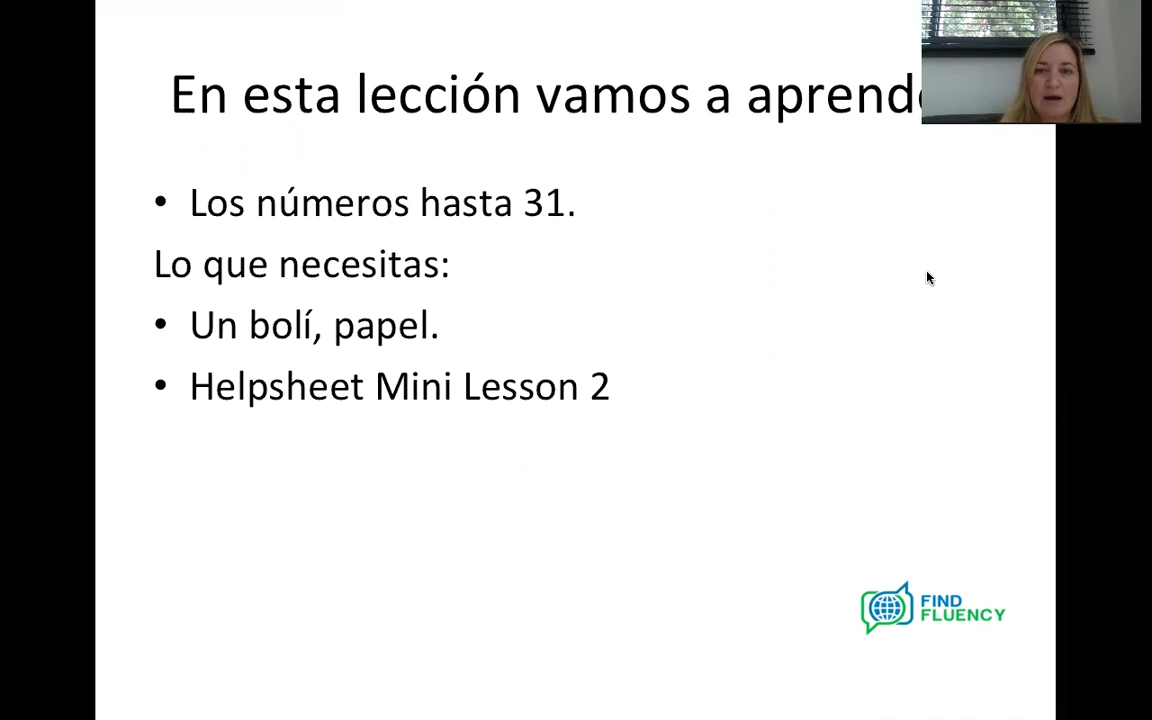 En esta lección vamos a
Los números hasta 31.
Lo que necesitas:
Un bolí, papel.
Helpsheet Mini Lesson 2
FIND
FLUENCY